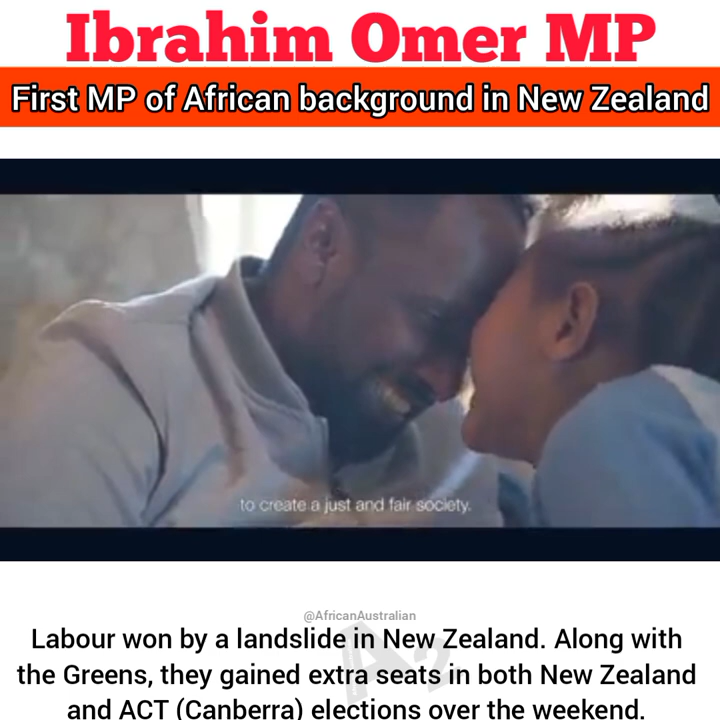 Ibrahim Omer MP
First MP of African background in New Zealand
to create a just and fair society.
@AfricanAustralian
Labour won by a landslide in New Zealand. Along with
the Greens, they gained extra seats in both New Zealand
and ACT (Canberra) elections over the weekend.